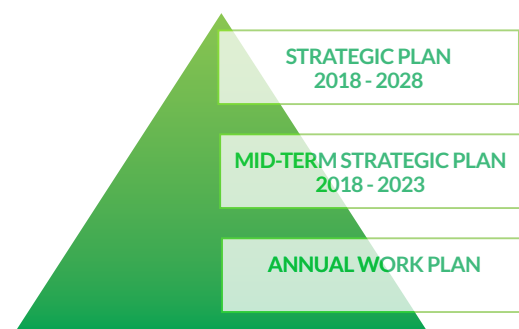 STRATEGIC PLAN
2018 - 2028
MID-TERM STRATEGIC PLAN
2018 - 2023
ANNUAL WORK PLAN